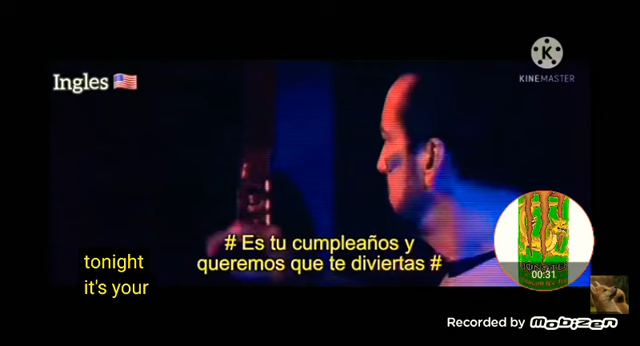 Ingles
K
KINEMASTER
# Es tu cumpleaños y
queremos que te diviertas #
tonight
it's your
00:31
Recorded by mobizen